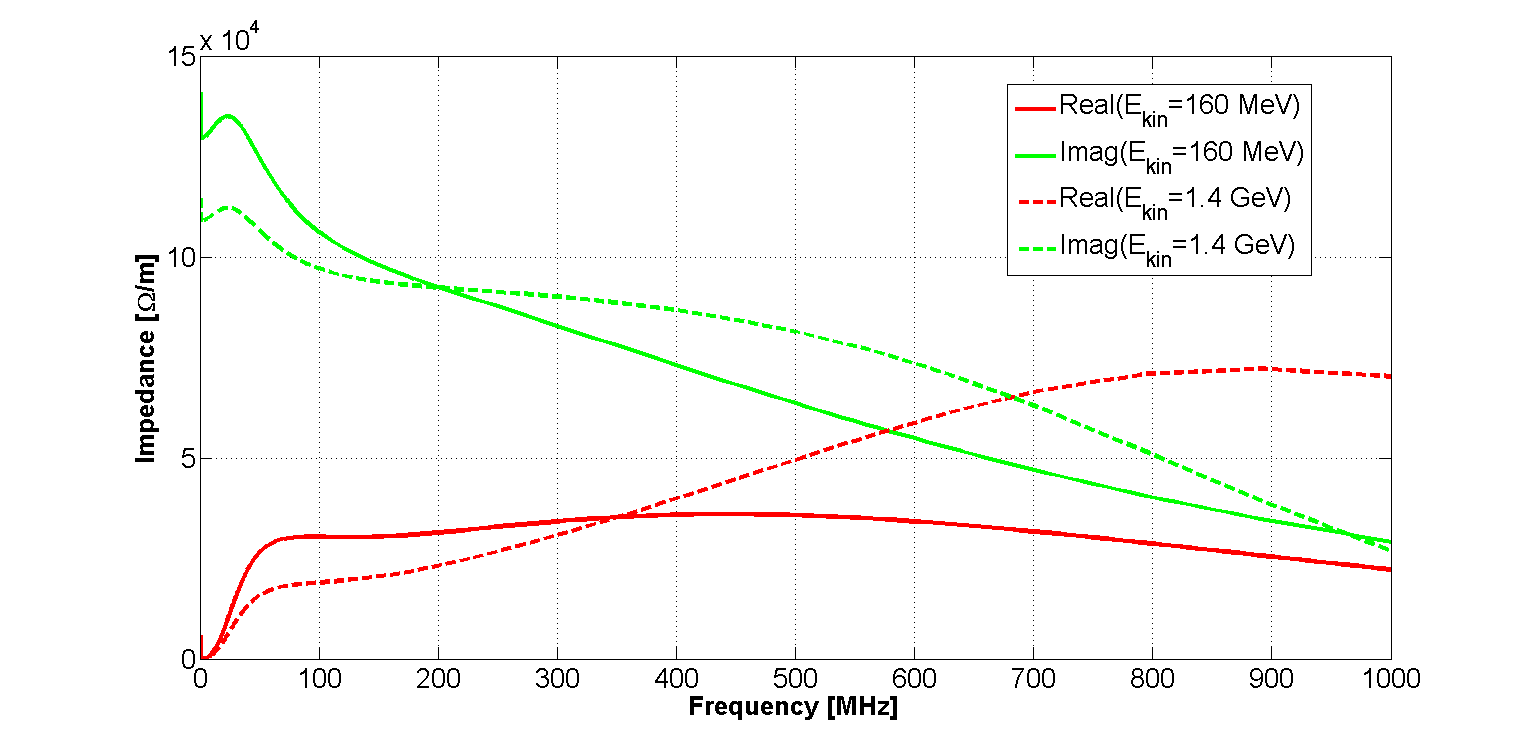 x 10^4
15
10
5
0
Impedance [Ω/m]
Real(E_kin=160 MeV)
Imag(E_kin=160 MeV)
Real(E_kin=1.4 GeV)
Imag(E_kin=1.4 GeV)
0 100 200 300 400 500 600 700 800 900 1000
Frequency [MHz]